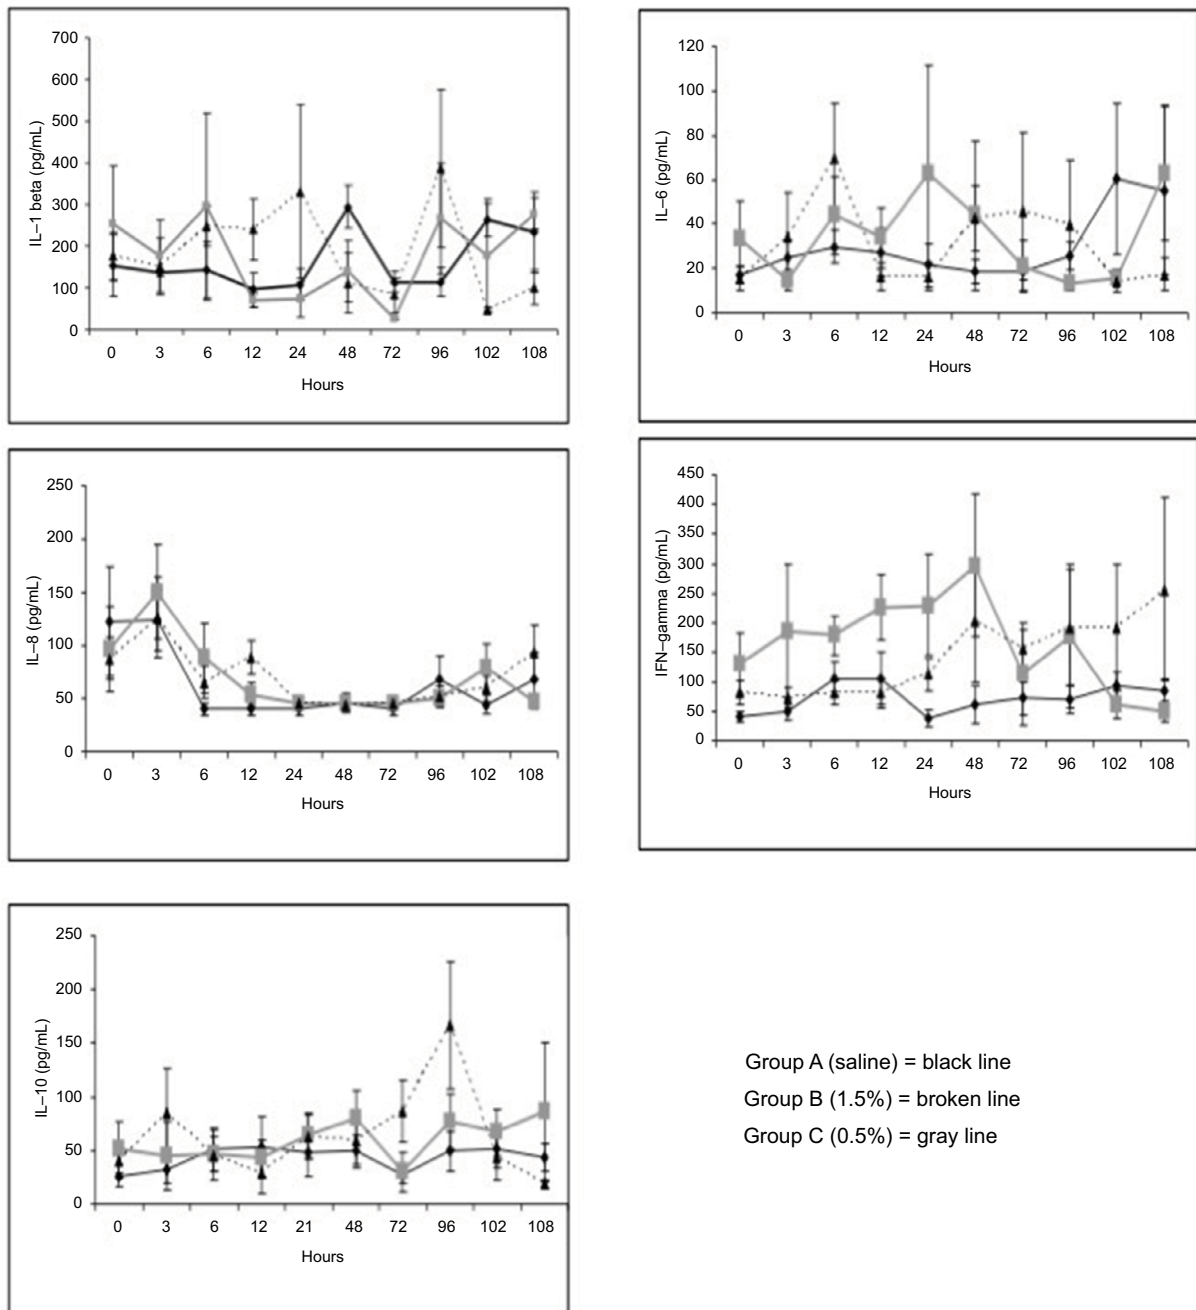 700
600
500
400
300
200
100
0
IL–1 beta (pg/mL)
0 3 6 12 24 48 72 96 102 108
Hours
120
100
80
60
40
20
0
IL–6 (pg/mL)
0 3 6 12 24 48 72 96 102 108
Hours
250
200
150
100
50
0
IL–8 (pg/mL)
0 3 6 12 24 48 72 96 102 108
Hours
450
400
350
300
250
200
150
100
50
0
IFN–gamma (pg/mL)
0 3 6 12 24 48 72 96 102 108
Hours
250
200
150
100
50
0
IL–10 (pg/mL)
0 3 6 12 21 48 72 96 102 108
Hours
Group A (saline) = black line
Group B (1.5%) = broken line
Group C (0.5%) = gray line